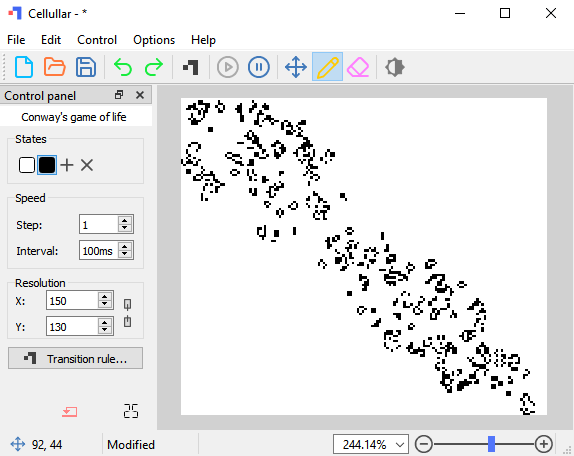 Cellullar - *
File Edit Control Options Help
Control panel
Conway's game of life
States
Speed
Step: 1
Interval: 100ms
Resolution
X: 150
Y: 130
Transition rule...
92, 44 Modified 244.14%